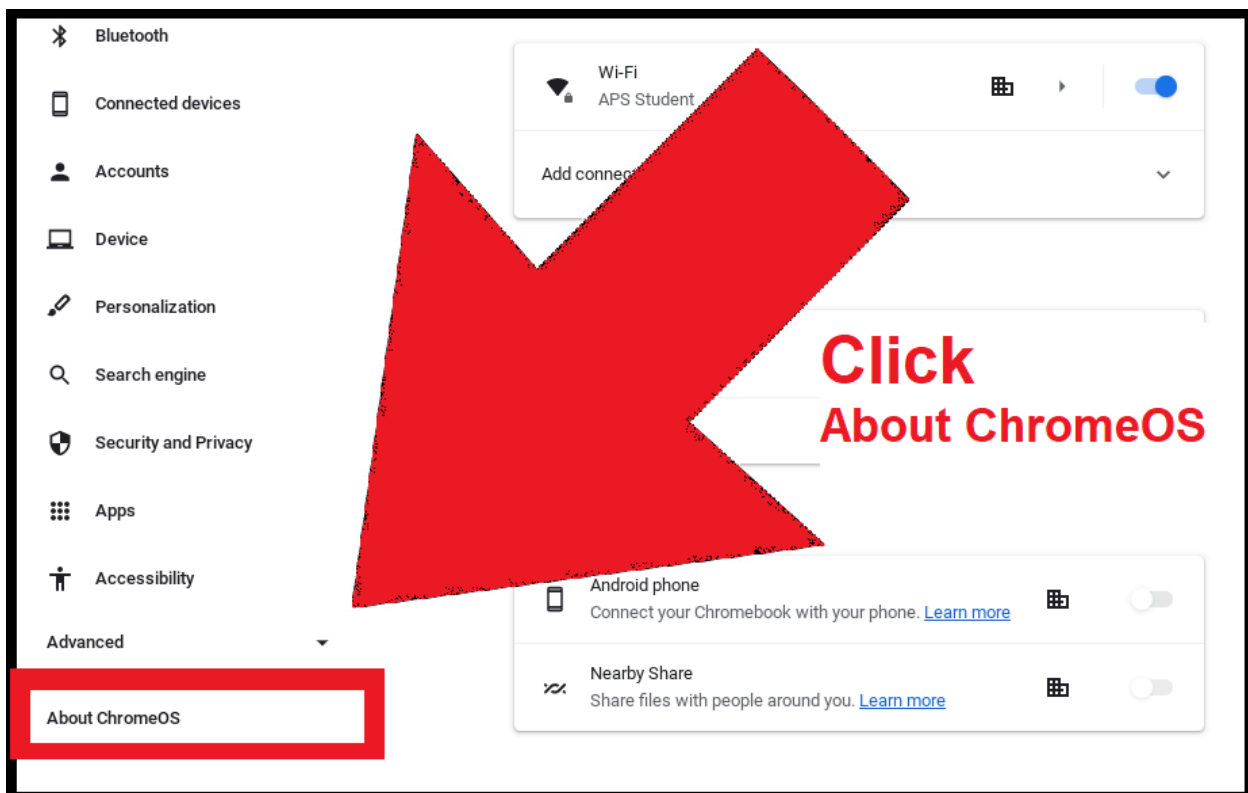 Bluetooth
Connected devices
Accounts
Device
Personalization
Search engine
Security and Privacy
Apps
Accessibility
Advanced
About ChromeOS
Wi-Fi
APS Student
Add
Click
About ChromeOS
Android phone
Connect your Chromebook with your phone. Learn more
Nearby Share
Share files with people around you. Learn more